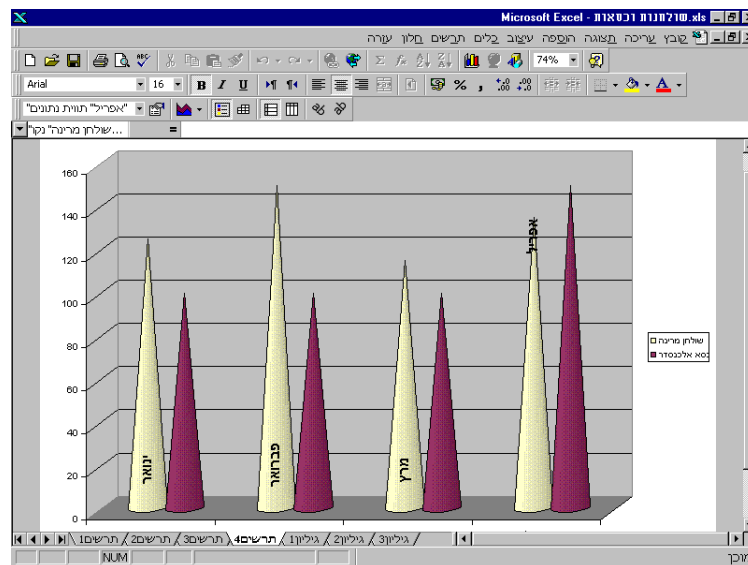 Microsoft Excel - שולחנות וכסאות.xls
קובץ עריכה תצוגה הוספה עיצוב כלים תרשים חלון עזרה
74%
Arial 16 B I U % ,
"אפריל" תווית נתונים
...שולחן מרינה" נקו" =
160
140
120
100
80
60
40
20
0
ינואר
פברואר
מרץ
אפריל
שולחן מרינה
כסא אלכנסדר
תרשים1 תרשים2 תרשים3 תרשים4 גיליון1 גיליון2 גיליון3
NUM
מוכן